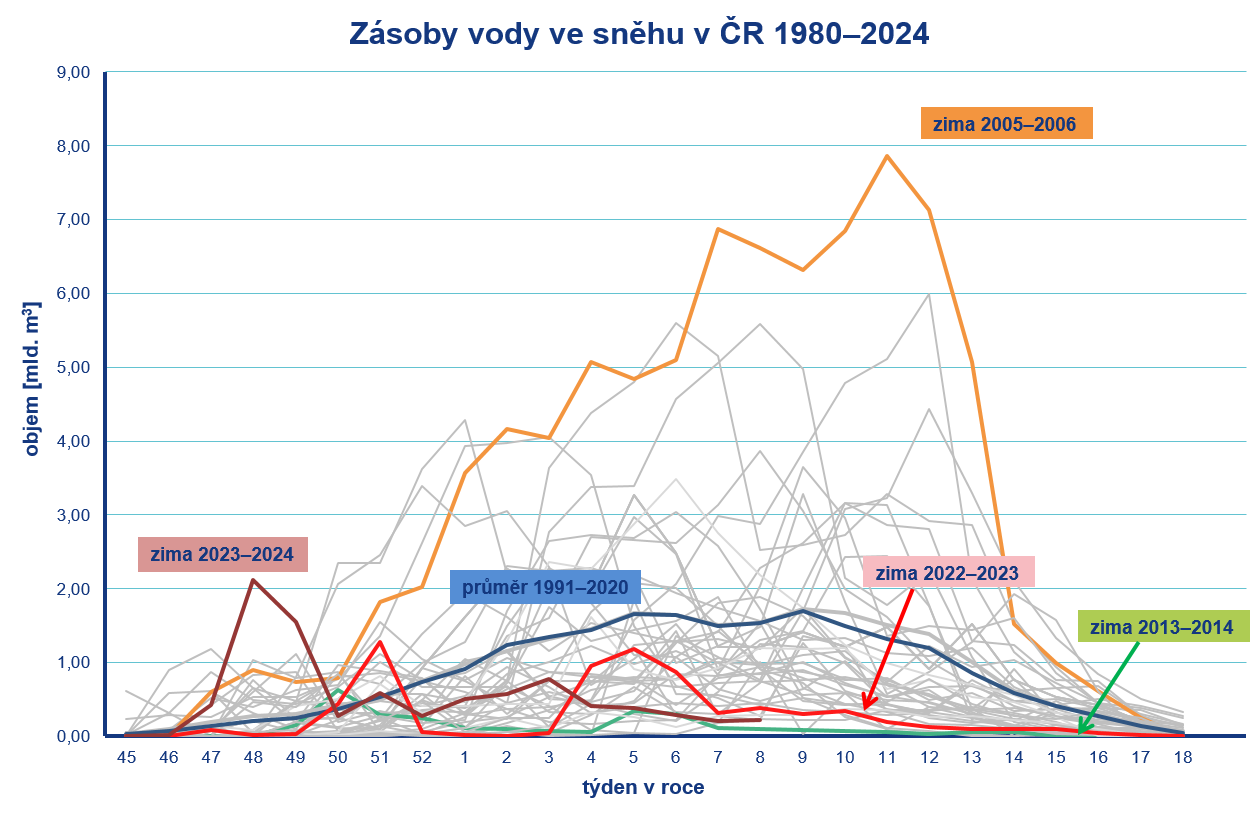 Zásoby vody ve sněhu v ČR 1980–2024
9,00
8,00
7,00
6,00
5,00
4,00
3,00
2,00
1,00
0,00
objem [mld. m³]
zima 2005–2006
zima 2023–2024
průměr 1991–2020
zima 2022–2023
zima 2013–2014
45 46 47 48 49 50 51 52 1 2 3 4 5 6 7 8 9 10 11 12 13 14 15 16 17 18
týden v roce